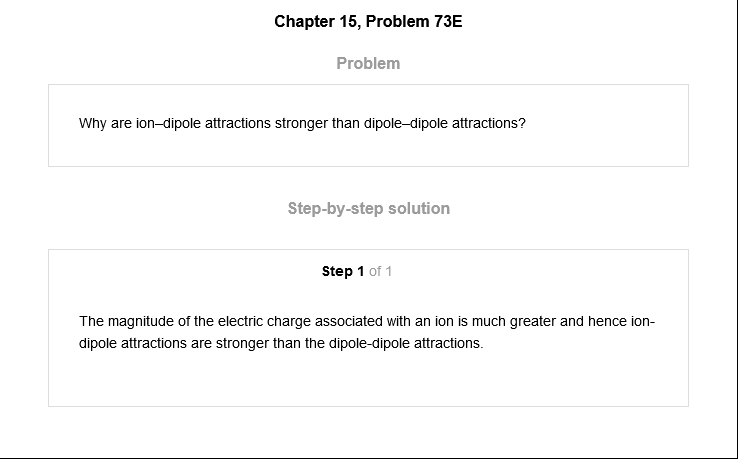 Chapter 15, Problem 73E
Problem
Why are ion–dipole attractions stronger than dipole–dipole attractions?
Step-by-step solution
Step 1 of 1
The magnitude of the electric charge associated with an ion is much greater and hence ion-
dipole attractions are stronger than the dipole-dipole attractions.